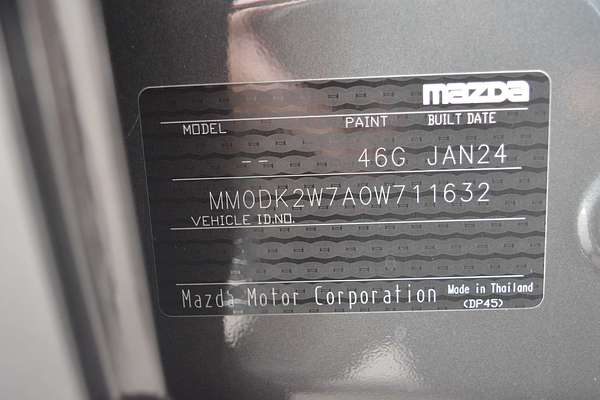 mazda
MODEL PAINT BUILT DATE
-- 46G JAN24
MM0DK2W7A0W711632
VEHICLE ID.NO.
Mazda Motor Corporation Made in Thailand
(DP45)